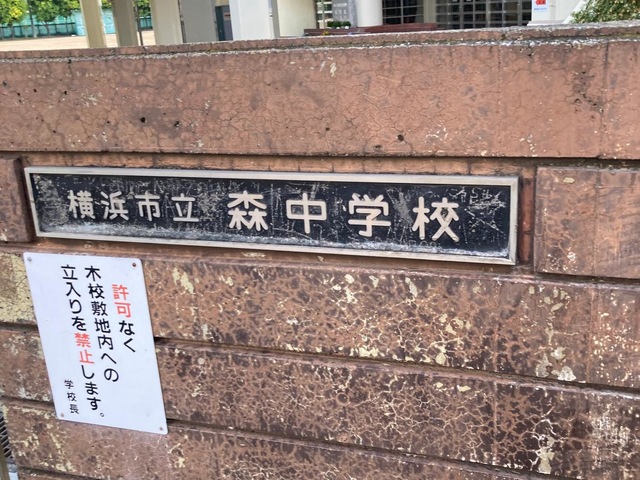 横浜市立 森中学校
許可なく
本校敷地内への
立入りを禁止します。
学校長